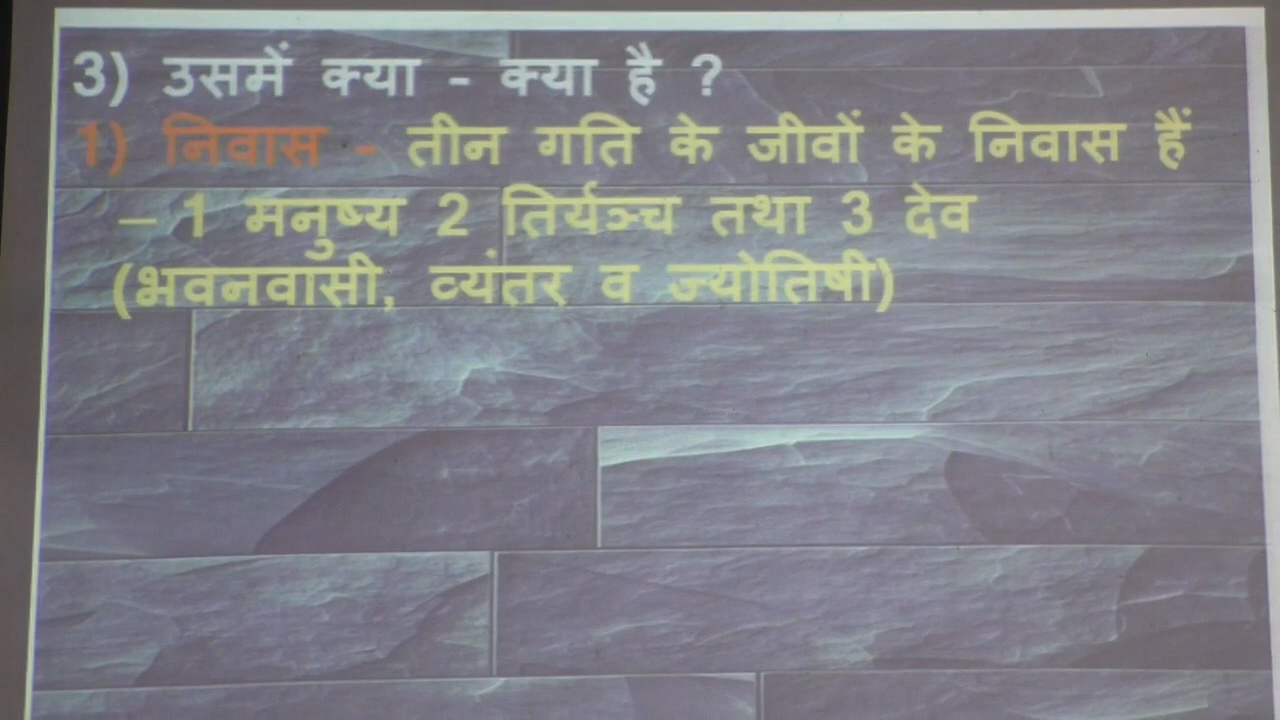 3) उसमें क्या - क्या है ?
1) निवास - तीन गति के जीवों के निवास हैं
– 1 मनुष्य 2 तिर्यञ्च तथा 3 देव
(भवनवासी, व्यंतर व ज्योतिषी)